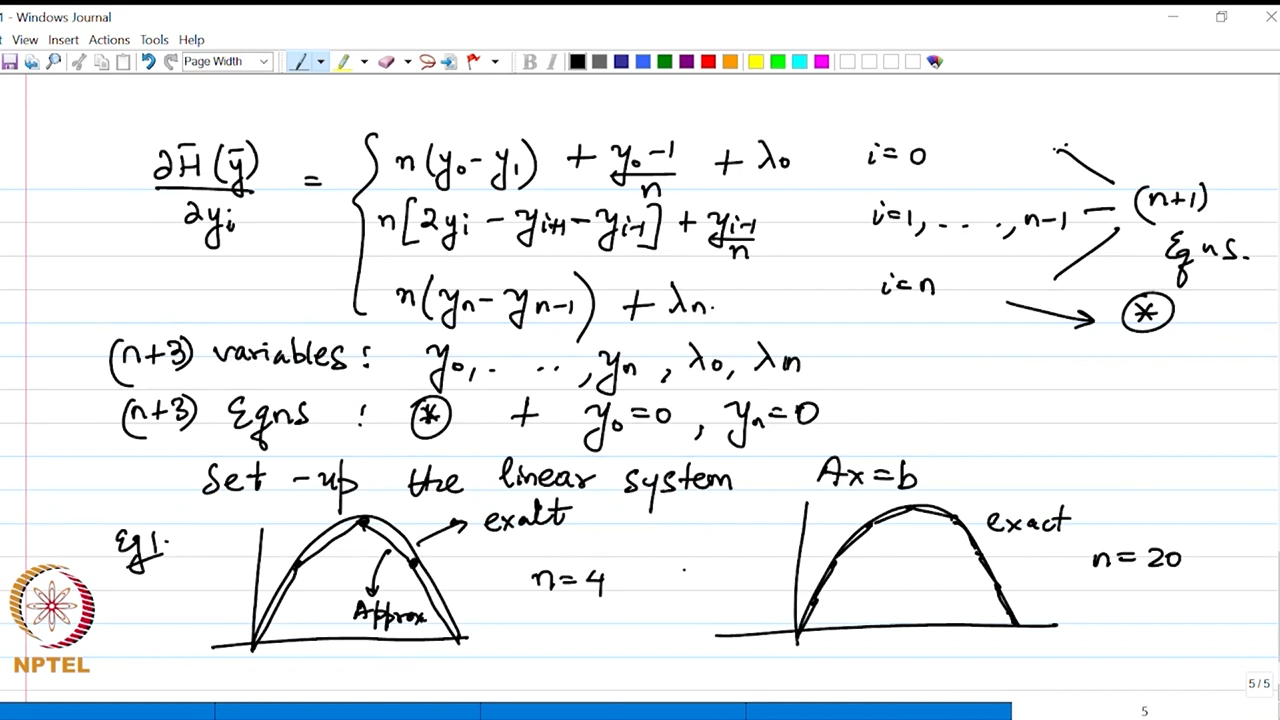 1 - Windows Journal
View Insert Actions Tools Help
Page Width
B I
∂H̄(ȳ)/∂yi = { n(y0 - y1) + (y0 - 1)/n + λ0 i=0
n[2yi - yi+1 - yi-1] + (yi-1)/n i=1, . . . , n-1
n(yn - yn-1) + λn. i=n
(n+1)
Eqns.
(*)
(n+3) variables : y0, . . . , yn, λ0, λn
(n+3) Eqns : (*) + y0=0, yn=0
Set-up the linear system Ax=b
Eg1. exalt exact
n=4 n=20
Approx
NPTEL
5/5
5